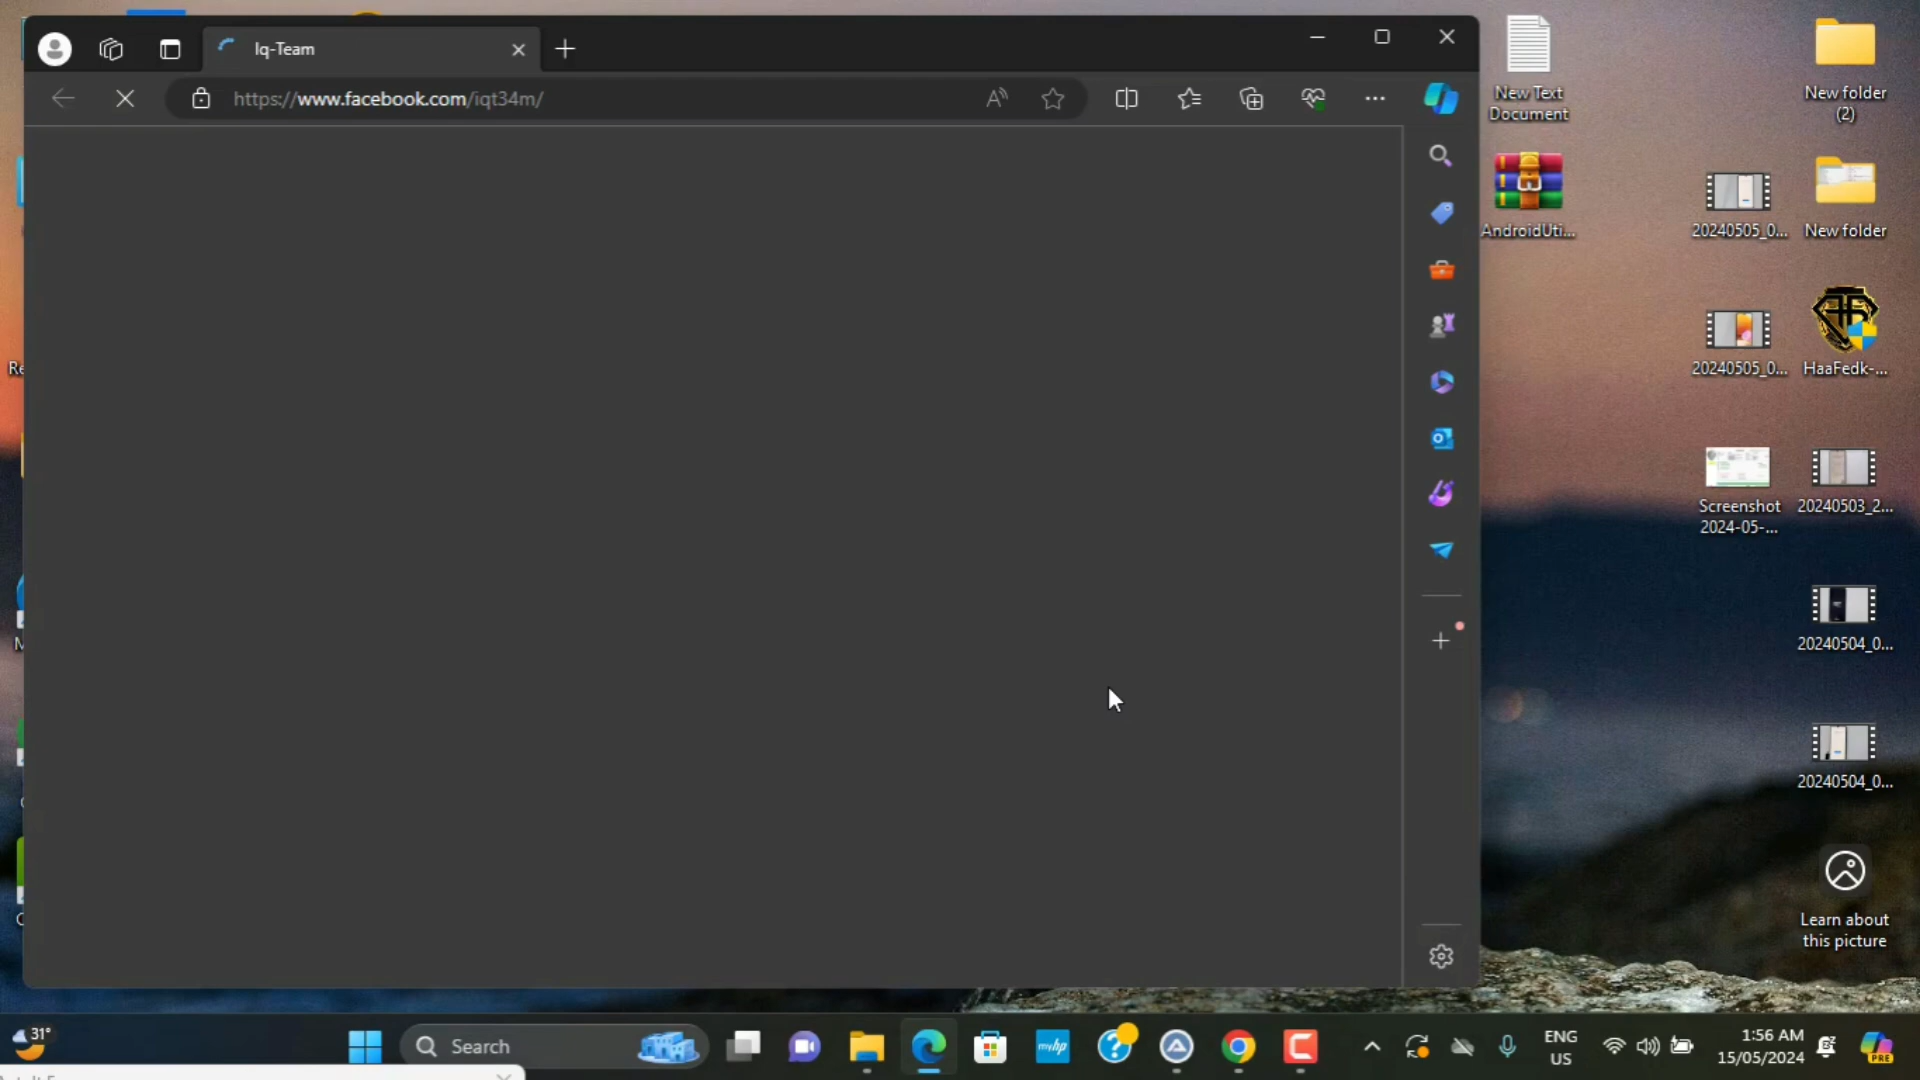 Iq-Team
https://www.facebook.com/iqt34m/
New Text
Document
New folder
(2)
AndroidUti...
20240505_0...
New folder
20240505_0...
HaaFedk-...
Screenshot
2024-05-...
20240503_2...
20240504_0...
20240504_0...
Learn about
this picture
31°
Search
myhp
ENG
US
1:56 AM
15/05/2024
PRE